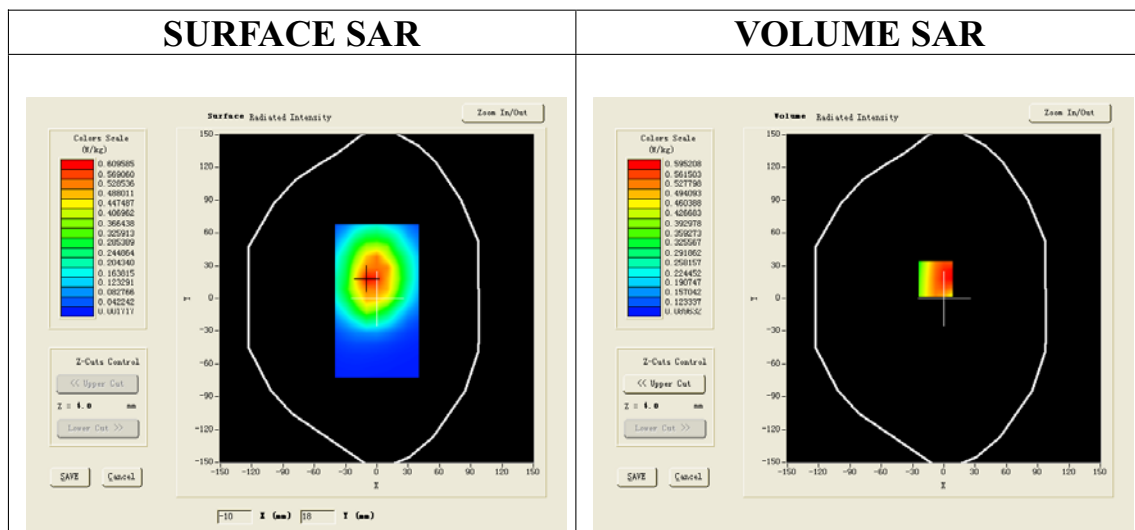 SURFACE SAR
VOLUME SAR
Surface Radiated Intensity
Zoom In/Out
Colors Scale
(W/kg)
0.609585
0.569060
0.528536
0.488011
0.447487
0.406962
0.366438
0.325913
0.285389
0.244864
0.204340
0.163815
0.123291
0.082766
0.042242
0.001717
150
120
90
60
30
0
-30
-60
-90
-120
-150
Y
-150 -120 -90 -60 -30 0 30 60 90 120 150
X
Z-Cuts Control
<< Upper Cut
Z = 4.0 mm
Lower Cut >>
SAVE Cancel
-10 X (mm) 18 Y (mm)
Volume Radiated Intensity
Zoom In/Out
Colors Scale
(W/kg)
0.595208
0.561503
0.527798
0.494093
0.460388
0.426683
0.392978
0.359273
0.325567
0.291862
0.258157
0.224452
0.190747
0.157042
0.123337
0.089632
150
120
90
60
30
0
-30
-60
-90
-120
-150
Y
-150 -120 -90 -60 -30 0 30 60 90 120 150
X
Z-Cuts Control
<< Upper Cut
Z = 4.0 mm
Lower Cut >>
SAVE Cancel